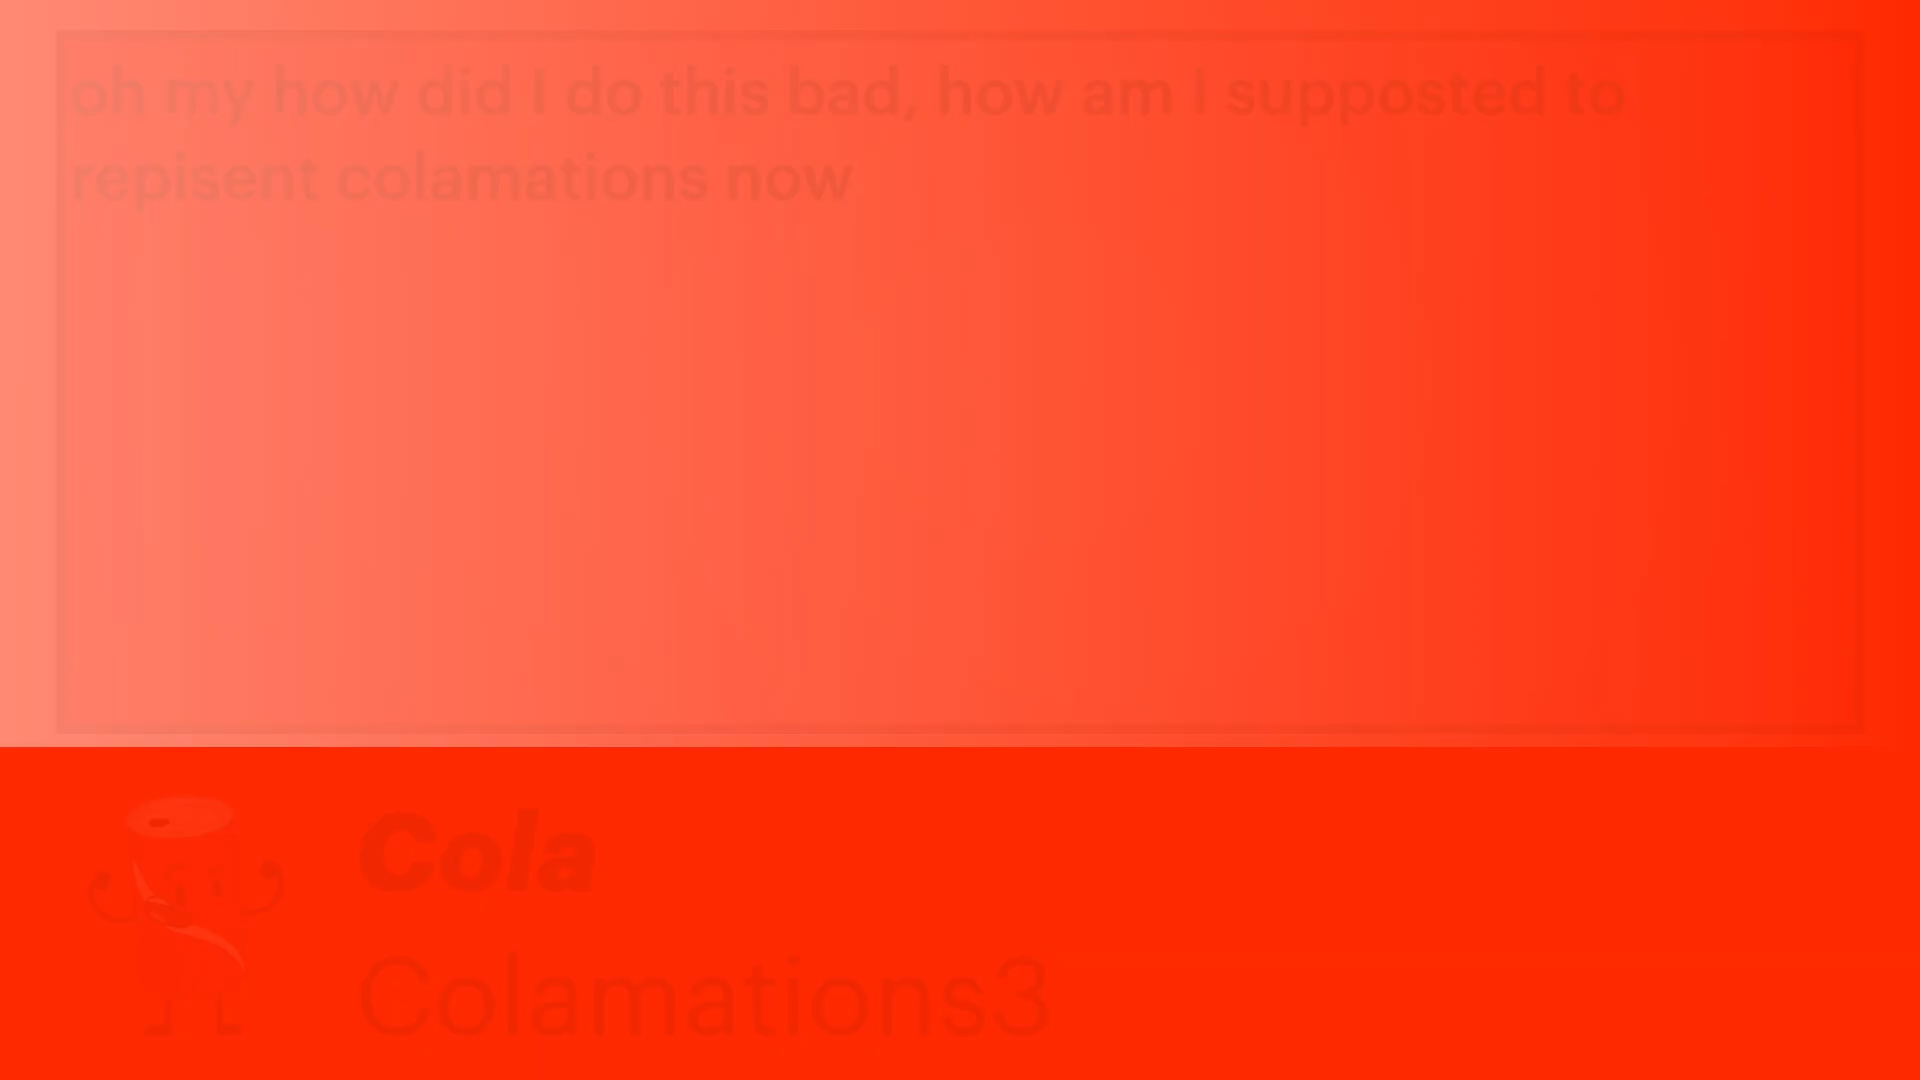 oh my how did I do this bad, how am I supposted to
repisent colamations now
Cola
Colamations3